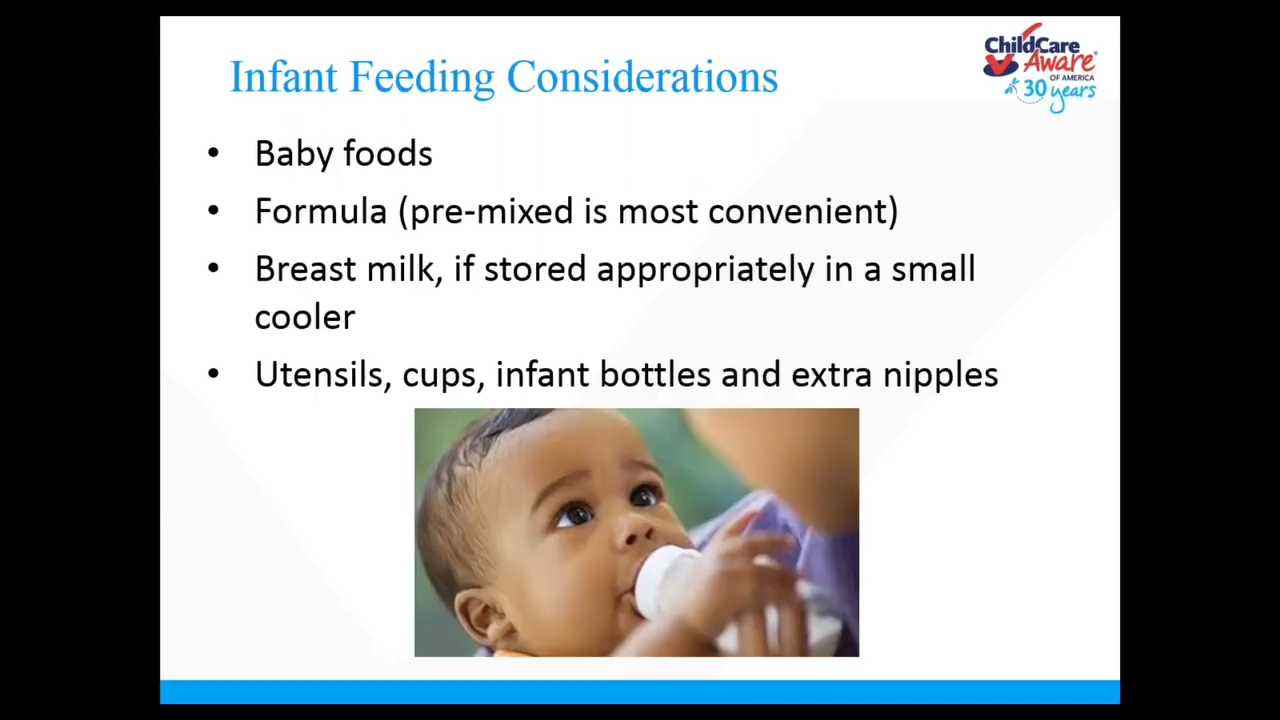 Infant Feeding Considerations
ChildCare
Aware®
OF AMERICA
30 years
• Baby foods
• Formula (pre-mixed is most convenient)
• Breast milk, if stored appropriately in a small
cooler
• Utensils, cups, infant bottles and extra nipples